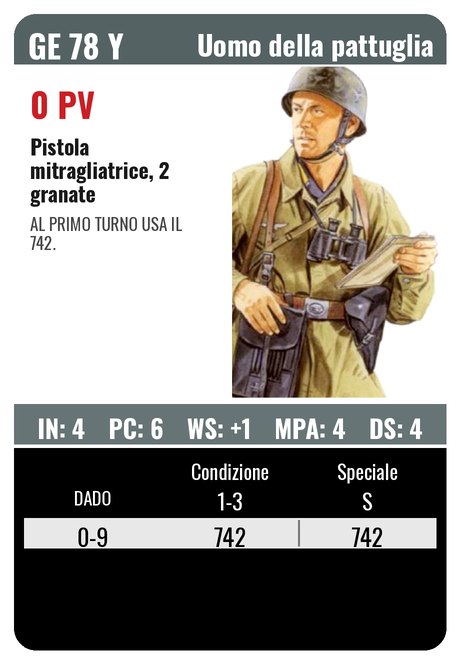 GE 78 Y
Uomo della pattuglia
0 PV
Pistola
mitragliatrice, 2
granate
AL PRIMO TURNO USA IL
742.
IN: 4 PC: 6 WS: +1 MPA: 4 DS: 4
Condizione Speciale
DADO 1-3 S
0-9 742 742